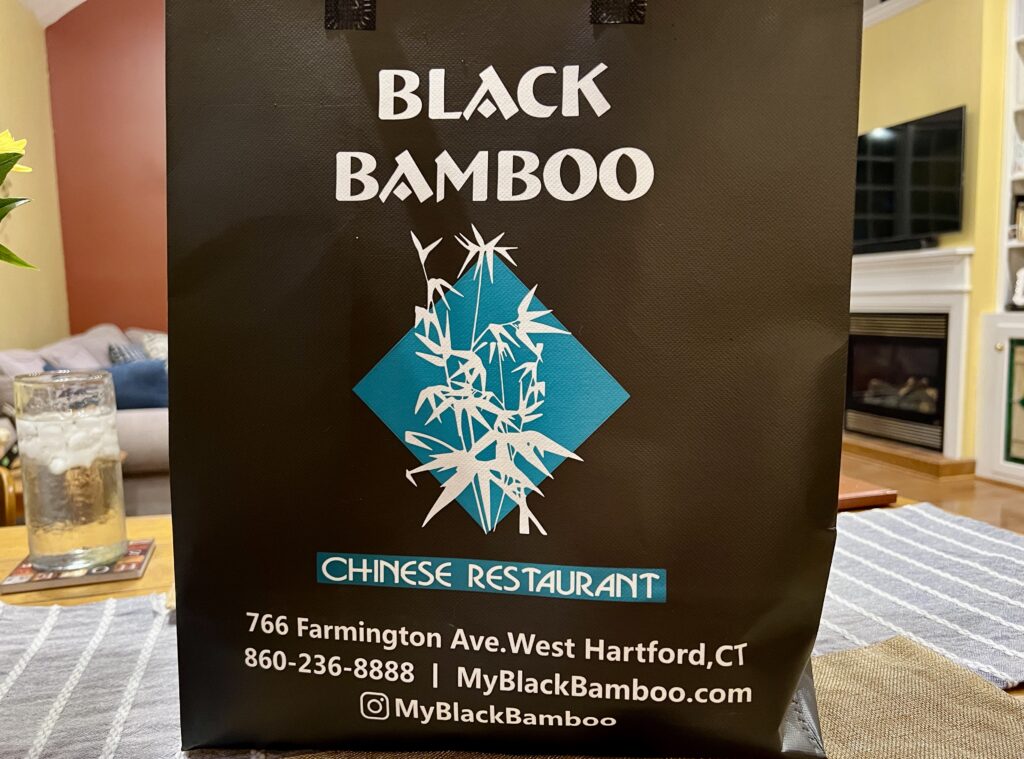 BLACK
BAMBOO
CHINESE RESTAURANT
766 Farmington Ave.West Hartford,CT
860-236-8888 | MyBlackBamboo.com
MyBlackBamboo